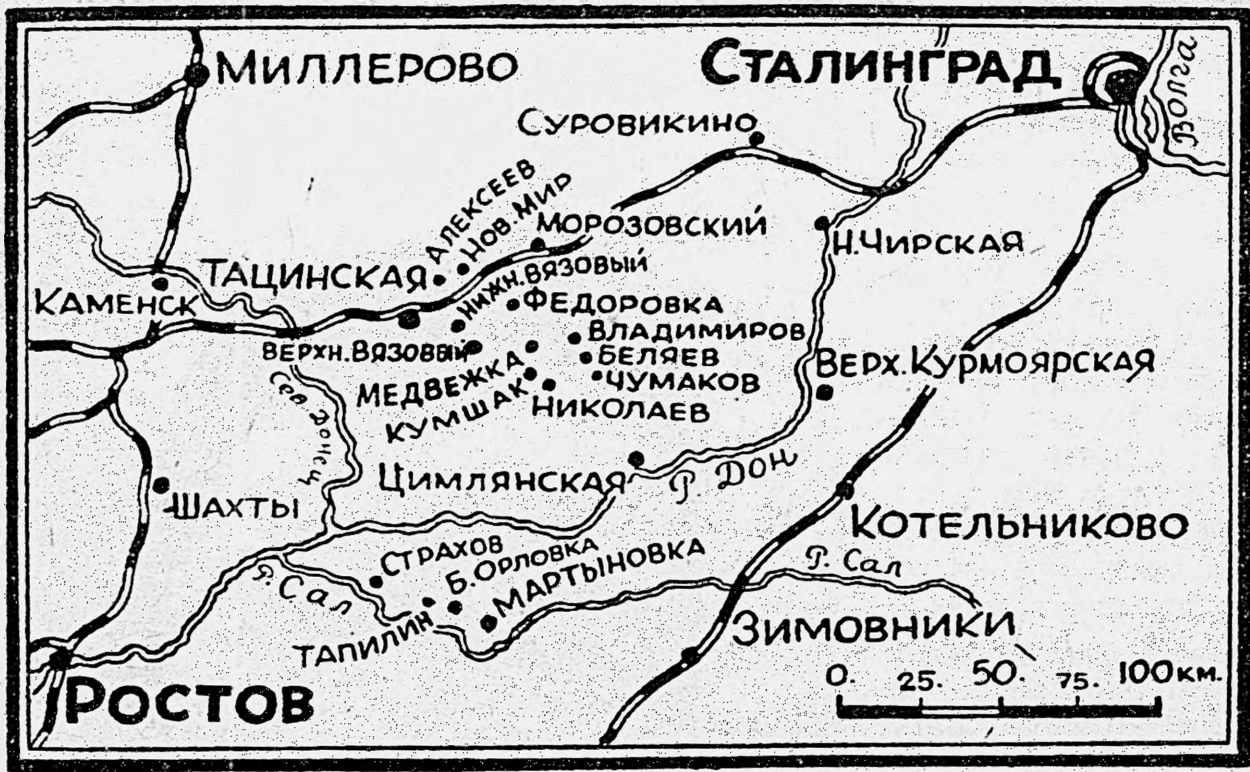 МИЛЛЕРОВО
СТАЛИНГРАД
Волга
СУРОВИКИНО
АЛЕКСЕЕВ
НОВ. МИР
МОРОЗОВСКИЙ
Н. ЧИРСКАЯ
ТАЦИНСКАЯ
НИЖН. ВЯЗОВЫЙ
КАМЕНСК
ФЕДОРОВКА
ВЛАДИМИРОВ
ВЕРХН. ВЯЗОВЫЙ
БЕЛЯЕВ
ВЕРХ. КУРМОЯРСКАЯ
МЕДВЕЖКА
ЧУМАКОВ
КУМШАК
НИКОЛАЕВ
Сев Донец
ЦИМЛЯНСКАЯ
Р. Дон
ШАХТЫ
КОТЕЛЬНИКОВО
СТРАХОВ
Б. ОРЛОВКА
МАРТЫНОВКА
Р. Сал
Р. Сал
ТАПИЛИН
ЗИМОВНИКИ
РОСТОВ
0. 25. 50. 75. 100 КМ.